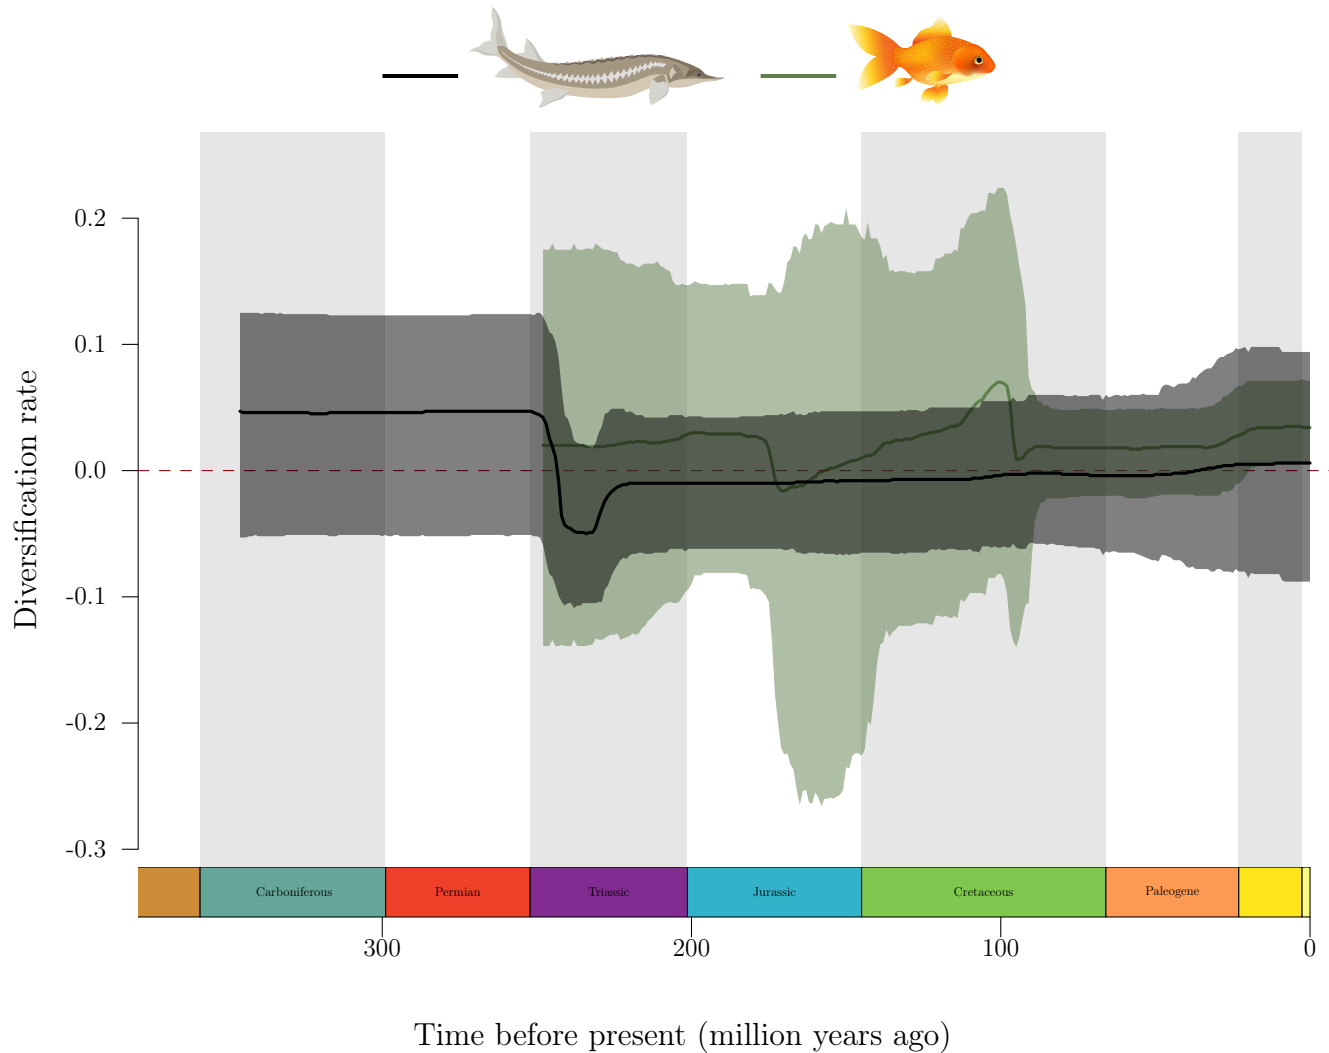 0.2
0.1
0.0
-0.1
-0.2
-0.3
Diversification rate
Carboniferous Permian Triassic Jurassic Cretaceous Paleogene
300 200 100 0
Time before present (million years ago)